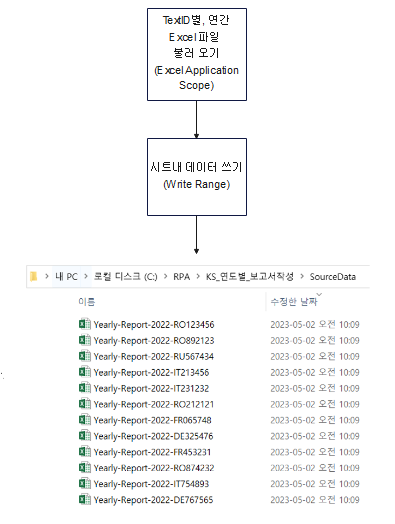 TextID별, 연간
Excel 파일
불러 오기
(Excel Application
Scope)
시트내 데이터 쓰기
(Write Range)
내 PC > 로컬 디스크 (C:) > RPA > KS_연도별_보고서작성 > SourceData
이름 수정한 날짜
Yearly-Report-2022-RO123456 2023-05-02 오전 10:09
Yearly-Report-2022-RO892123 2023-05-02 오전 10:09
Yearly-Report-2022-RU567434 2023-05-02 오전 10:09
Yearly-Report-2022-IT213456 2023-05-02 오전 10:09
Yearly-Report-2022-IT231232 2023-05-02 오전 10:09
Yearly-Report-2022-RO212121 2023-05-02 오전 10:09
Yearly-Report-2022-FR065748 2023-05-02 오전 10:09
Yearly-Report-2022-DE325476 2023-05-02 오전 10:09
Yearly-Report-2022-FR453231 2023-05-02 오전 10:09
Yearly-Report-2022-RO874232 2023-05-02 오전 10:09
Yearly-Report-2022-IT754893 2023-05-02 오전 10:09
Yearly-Report-2022-DE767565 2023-05-02 오전 10:09